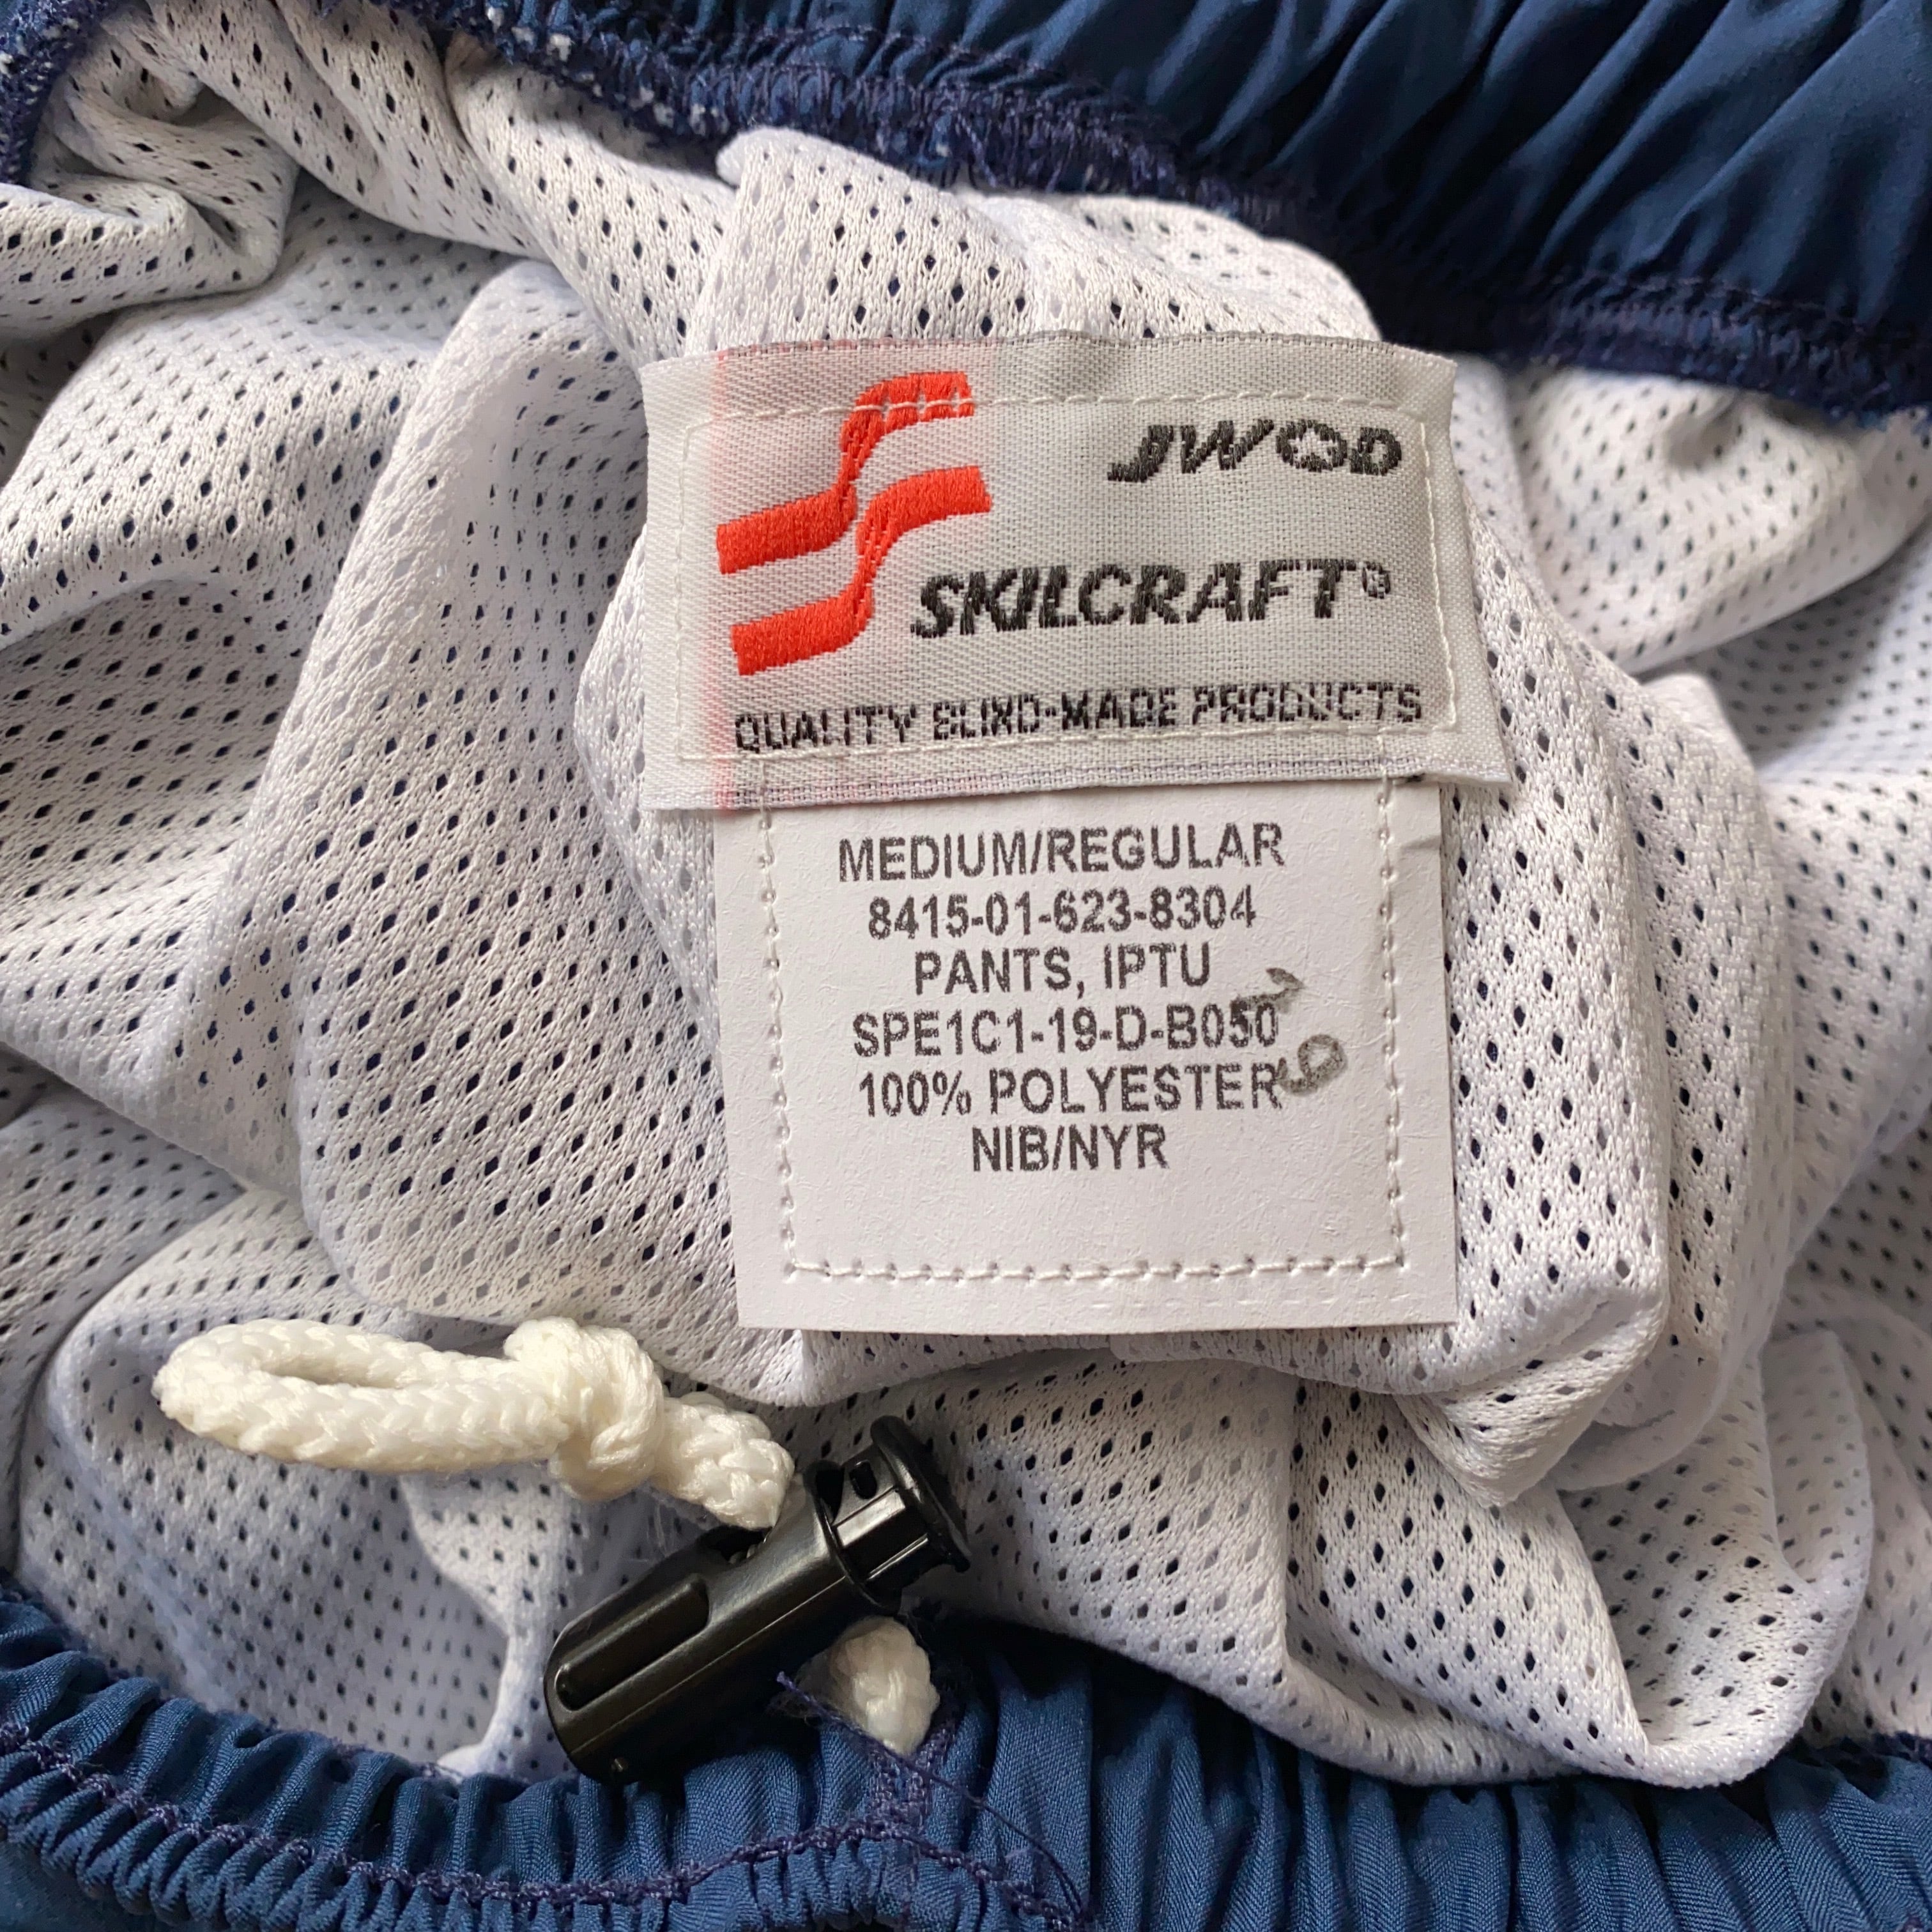 JWOD
SKILCRAFT®
QUALITY BLIND-MADE PRODUCTS
MEDIUM/REGULAR
8415-01-623-8304
PANTS, IPTU
SPE1C1-19-D-B050
100% POLYESTER
NIB/NYR